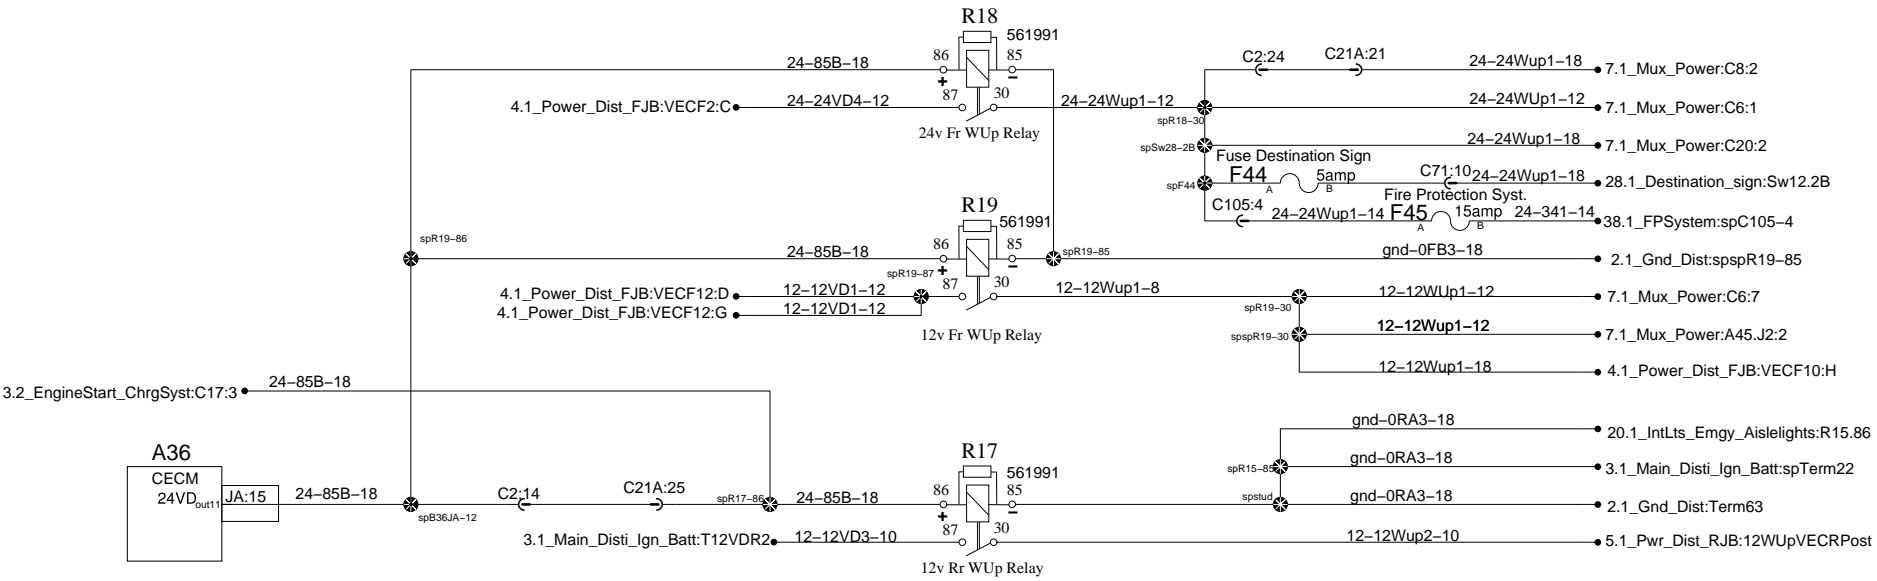 R18
561991
86
85
24-85B-18
+
-
C2:24
C21A:21
24-24Wup1-18
7.1_Mux_Power:C8:2
4.1_Power_Dist_FJB:VECF2:C
24-24VD4-12
87
30
24-24Wup1-12
24-24WUp1-12
7.1_Mux_Power:C6:1
spR18-30
24v Fr WUp Relay
spSw28-2B
24-24Wup1-18
7.1_Mux_Power:C20:2
Fuse Destination Sign
spF44
F44
A
5amp
B
C71:10
24-24Wup1-18
28.1_Destination_sign:Sw12.2B
Fire Protection Syst.
C105:4
24-24Wup1-14
F45
A
15amp
B
24-341-14
38.1_FPSystem:spC105-4
R19
561991
spR19-86
86
85
24-85B-18
+
-
spR19-85
gnd-0FB3-18
2.1_Gnd_Dist:spspR19-85
spR19-87
4.1_Power_Dist_FJB:VECF12:D
12-12VD1-12
87
30
12-12Wup1-8
12-12WUp1-12
7.1_Mux_Power:C6:7
4.1_Power_Dist_FJB:VECF12:G
12-12VD1-12
spR19-30
12v Fr WUp Relay
spspR19-30
12-12Wup1-12
7.1_Mux_Power:A45.J2:2
12-12Wup1-18
4.1_Power_Dist_FJB:VECF10:H
3.2_EngineStart_ChrgSyst:C17:3
24-85B-18
gnd-0RA3-18
20.1_IntLts_Emgy_Aislelights:R15.86
A36
CECM
24VD
out11
JA:15
24-85B-18
spB36JA-12
C2:14
C21A:25
spR17-86
24-85B-18
R17
561991
86
85
+
-
spR15-85
gnd-0RA3-18
3.1_Main_Disti_Ign_Batt:spTerm22
spstud
gnd-0RA3-18
2.1_Gnd_Dist:Term63
3.1_Main_Disti_Ign_Batt:T12VDR2
12-12VD3-10
87
30
12-12Wup2-10
5.1_Pwr_Dist_RJB:12WUpVECRPost
12v Rr WUp Relay